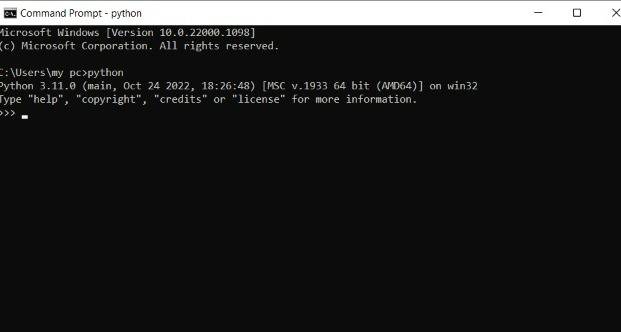 Command Prompt - python
Microsoft Windows [Version 10.0.22000.1098]
(c) Microsoft Corporation. All rights reserved.
C:\Users\my pc>python
Python 3.11.0 (main, Oct 24 2022, 18:26:48) [MSC v.1933 64 bit (AMD64)] on win32
Type "help", "copyright", "credits" or "license" for more information.
>>>